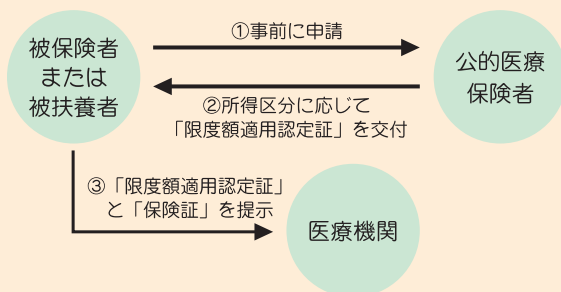 被保険者
または
被扶養者
①事前に申請
公的医療
保険者
②所得区分に応じて
「限度額適用認定証」を交付
③「限度額適用認定証」
と「保険証」を提示
医療機関